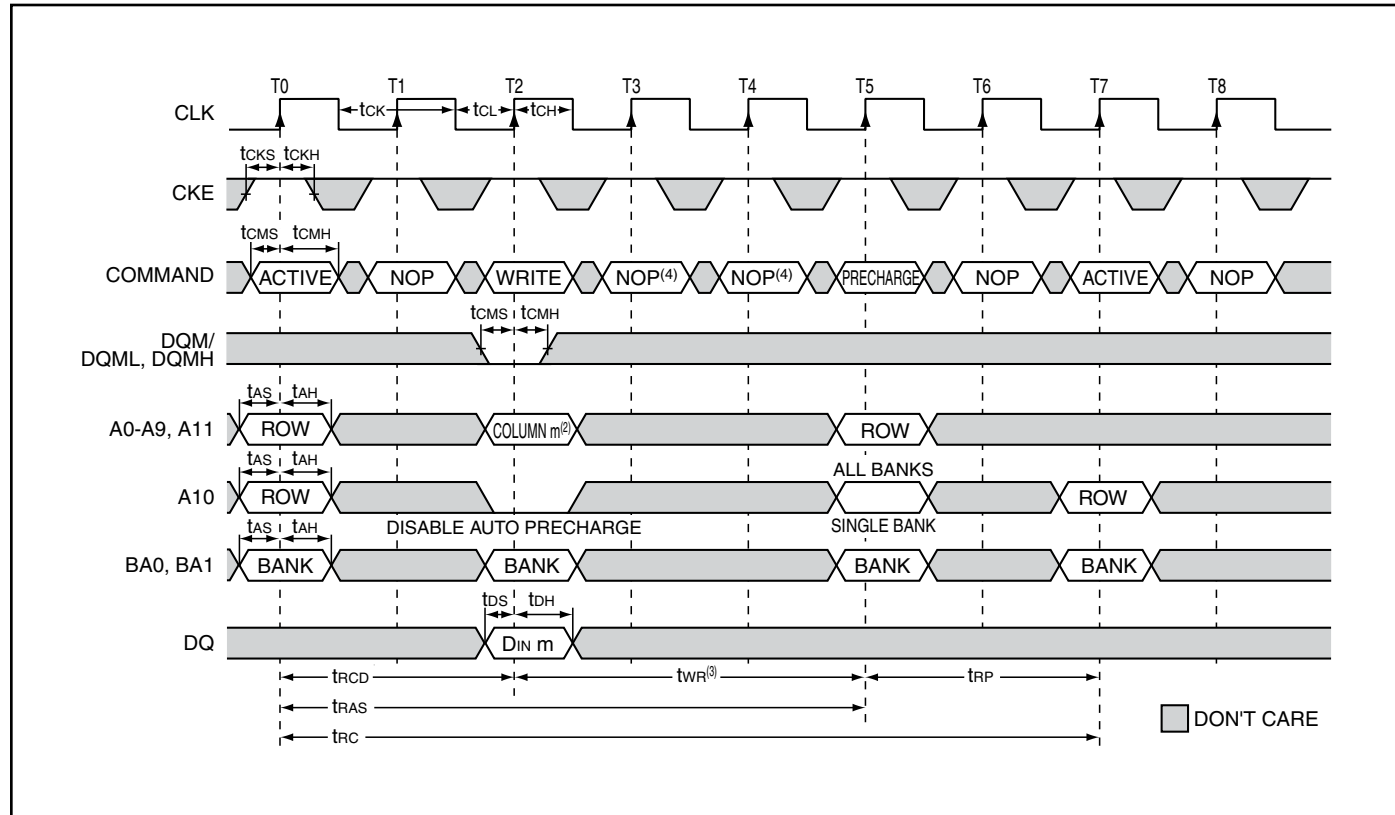 T0 T1 T2 T3 T4 T5 T6 T7 T8
CLK tCK tCL tCH
tCKS tCKH
CKE
tCMS tCMH
COMMAND ACTIVE NOP WRITE NOP(4) NOP(4) PRECHARGE NOP ACTIVE NOP
tCMS tCMH
DQM/
DQML, DQMH
tAS tAH
A0-A9, A11 ROW COLUMN m(2) ROW
tAS tAH ALL BANKS
A10 ROW ROW
tAS tAH DISABLE AUTO PRECHARGE SINGLE BANK
BA0, BA1 BANK BANK BANK BANK
tDS tDH
DQ DIN m
tRCD tWR(3) tRP
tRAS
DON'T CARE
tRC